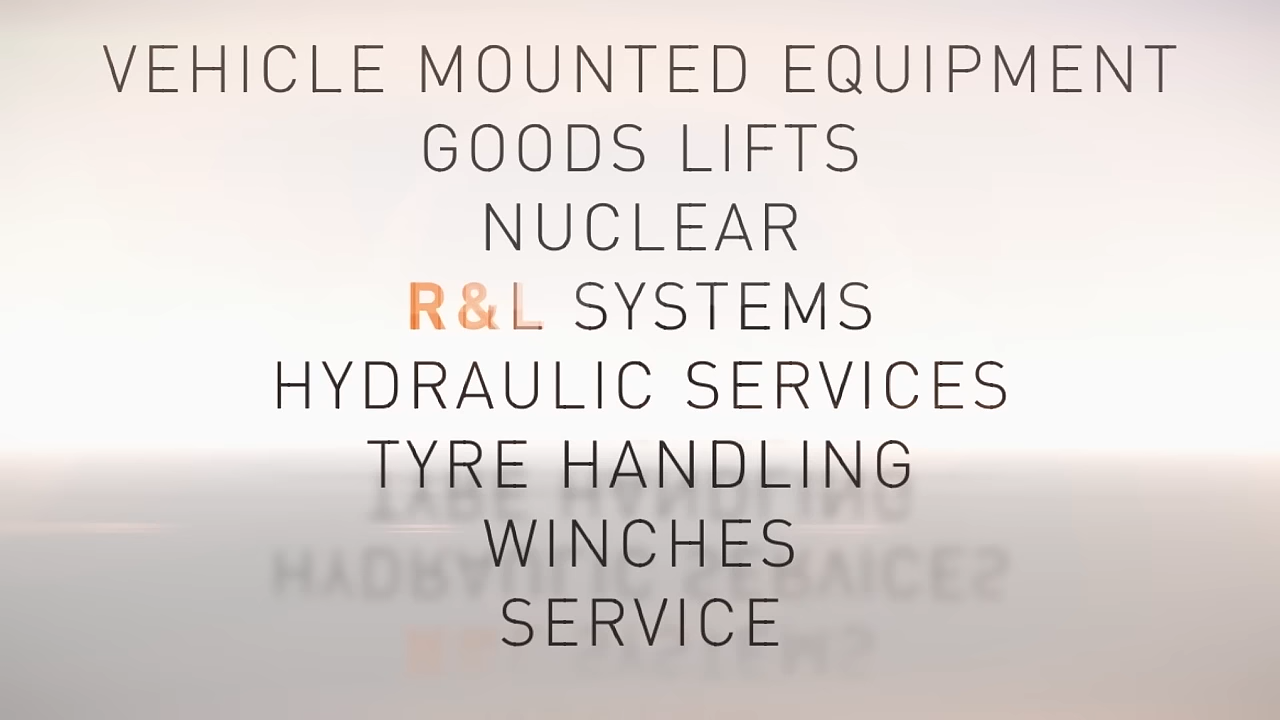 VEHICLE MOUNTED EQUIPMENT
GOODS LIFTS
NUCLEAR
R&L SYSTEMS
HYDRAULIC SERVICES
TYRE HANDLING
WINCHES
SERVICE